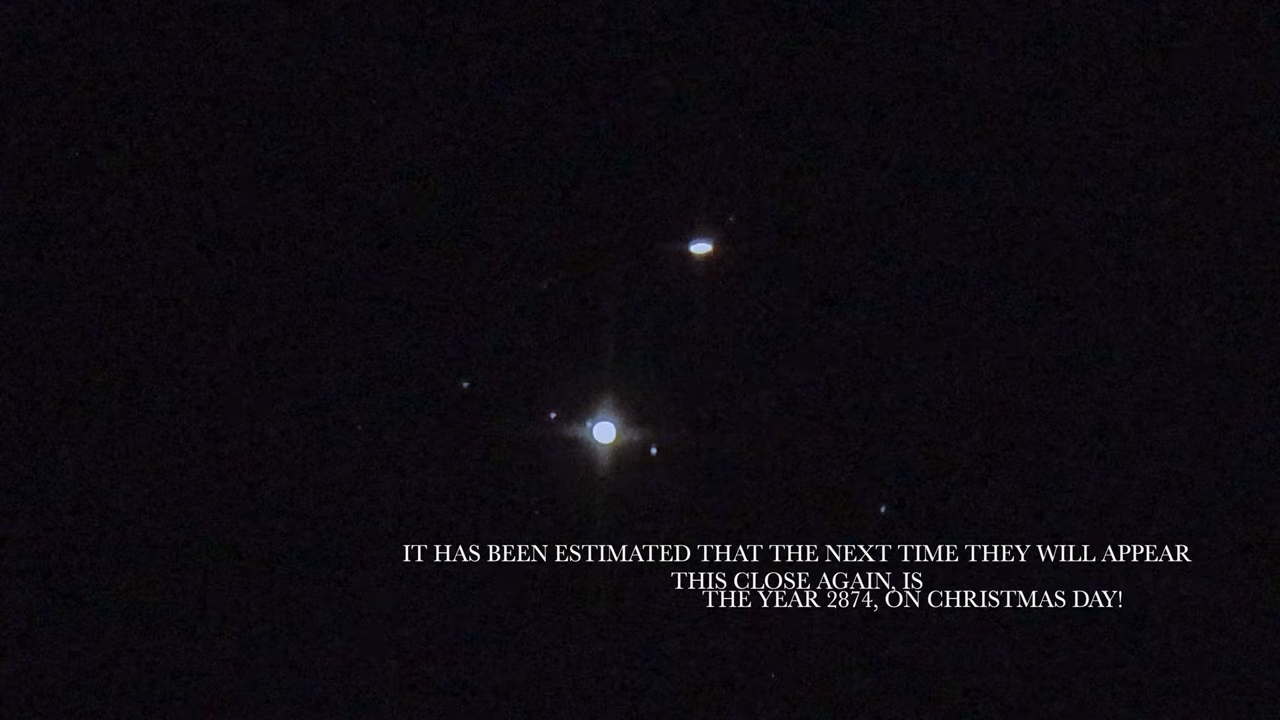 IT HAS BEEN ESTIMATED THAT THE NEXT TIME THEY WILL APPEAR
THIS CLOSE AGAIN, IS
THE YEAR 2874, ON CHRISTMAS DAY!